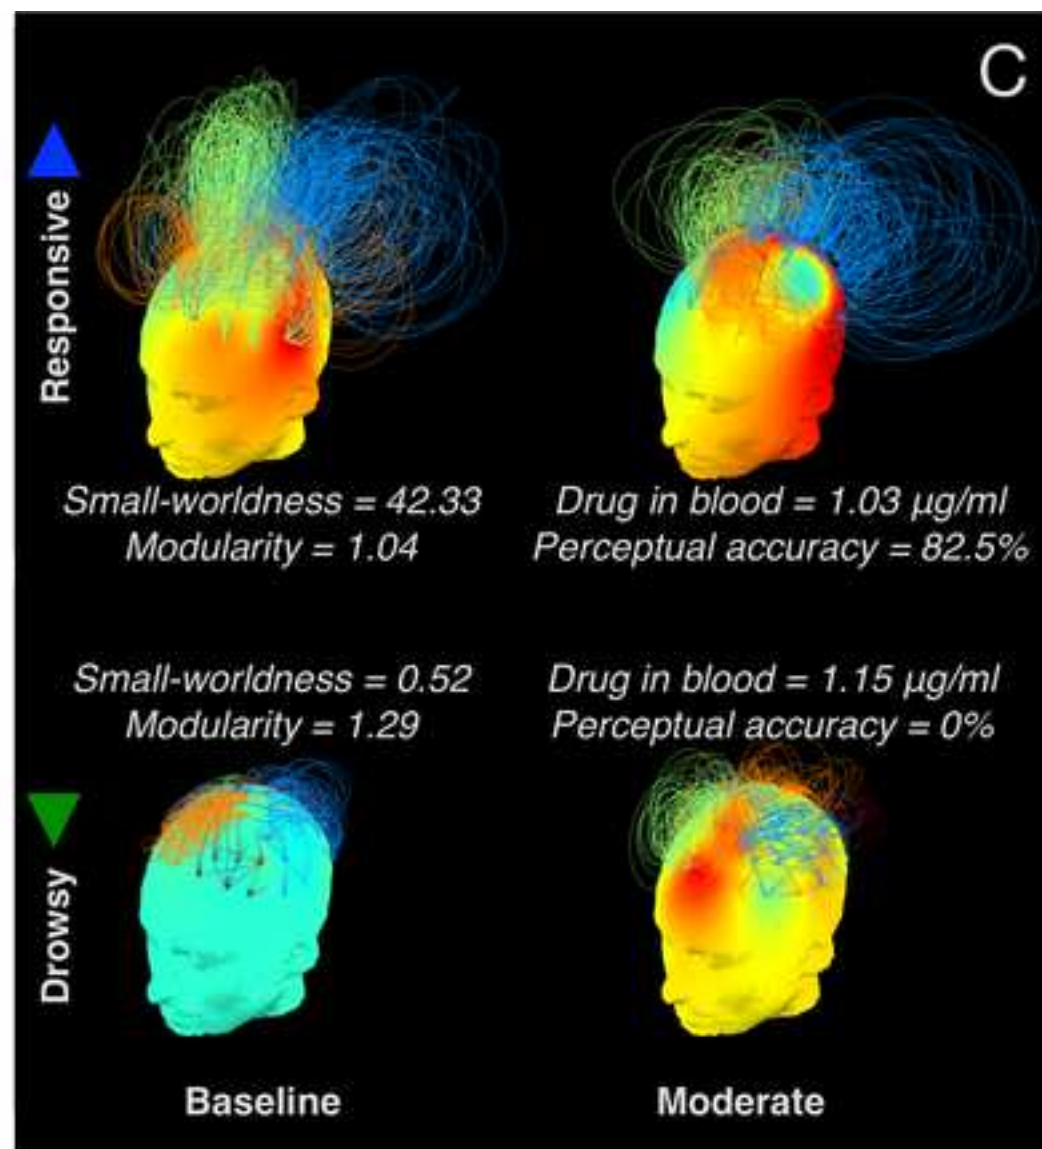 C
Responsive
Small-worldness = 42.33
Modularity = 1.04
Drug in blood = 1.03 µg/ml
Perceptual accuracy = 82.5%
Small-worldness = 0.52
Modularity = 1.29
Drug in blood = 1.15 µg/ml
Perceptual accuracy = 0%
Drowsy
Baseline
Moderate